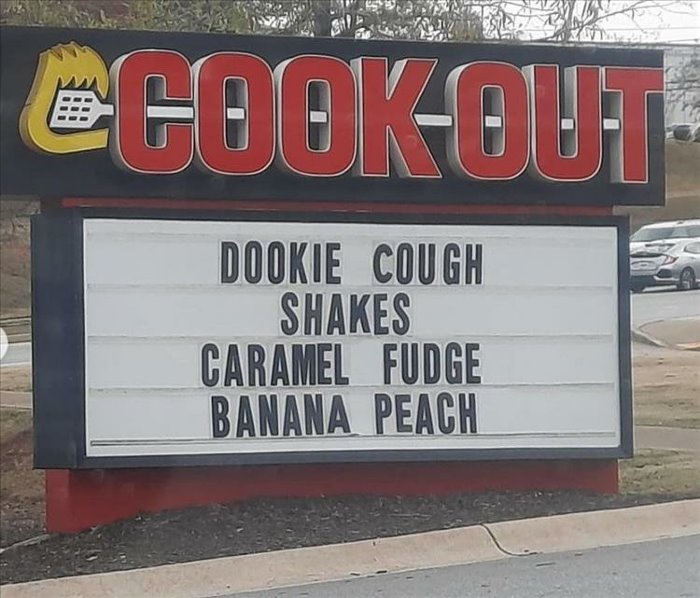 COOK-OUT
DOOKIE COUGH
SHAKES
CARAMEL FUDGE
BANANA PEACH